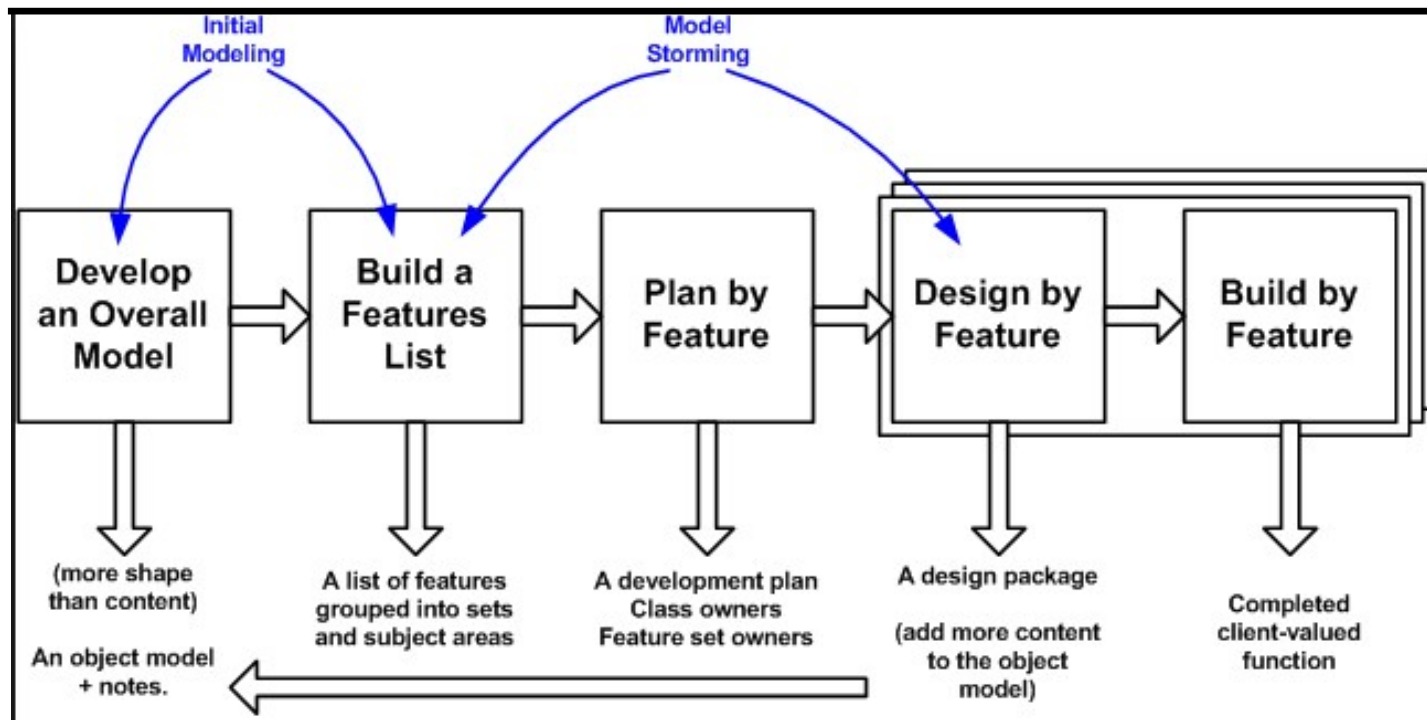 Initial
Modeling
Model
Storming
Develop
an Overall
Model
Build a
Features
List
Plan by
Feature
Design by
Feature
Build by
Feature
(more shape
than content)
An object model
+ notes.
A list of features
grouped into sets
and subject areas
A development plan
Class owners
Feature set owners
A design package
(add more content
to the object
model)
Completed
client-valued
function